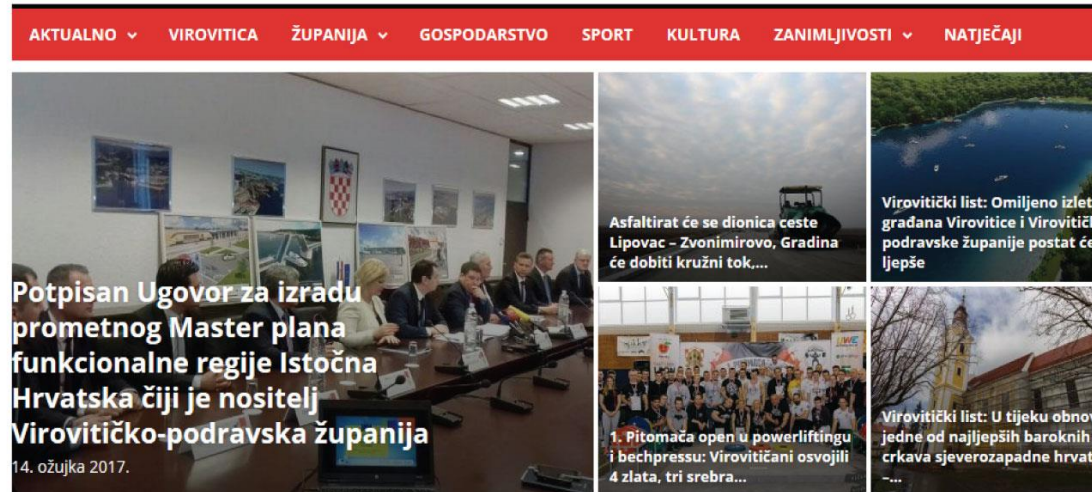 AKTUALNO VIROVITICA ŽUPANIJA GOSPODARSTVO SPORT KULTURA ZANIMLJIVOSTI NATJEČAJI
Potpisan Ugovor za izradu
prometnog Master plana
funkcionalne regije Istočna
Hrvatska čiji je nositelj
Virovitičko-podravska županija
14. ožujka 2017.
Asfaltirat će se dionica ceste
Lipovac – Zvonimirovo, Gradina
će dobiti kružni tok,...
Virovitički list: Omiljeno izlet
građana Virovitice i Virovitič
podravske županije postat će
ljepše
1. Pitomača open u powerliftingu
i bechpressu: Virovitičani osvojili
4 zlata, tri srebra...
Virovitički list: U tijeku obnov
jedne od najljepših baroknih
crkava sjeverozapadne hrvat
–...